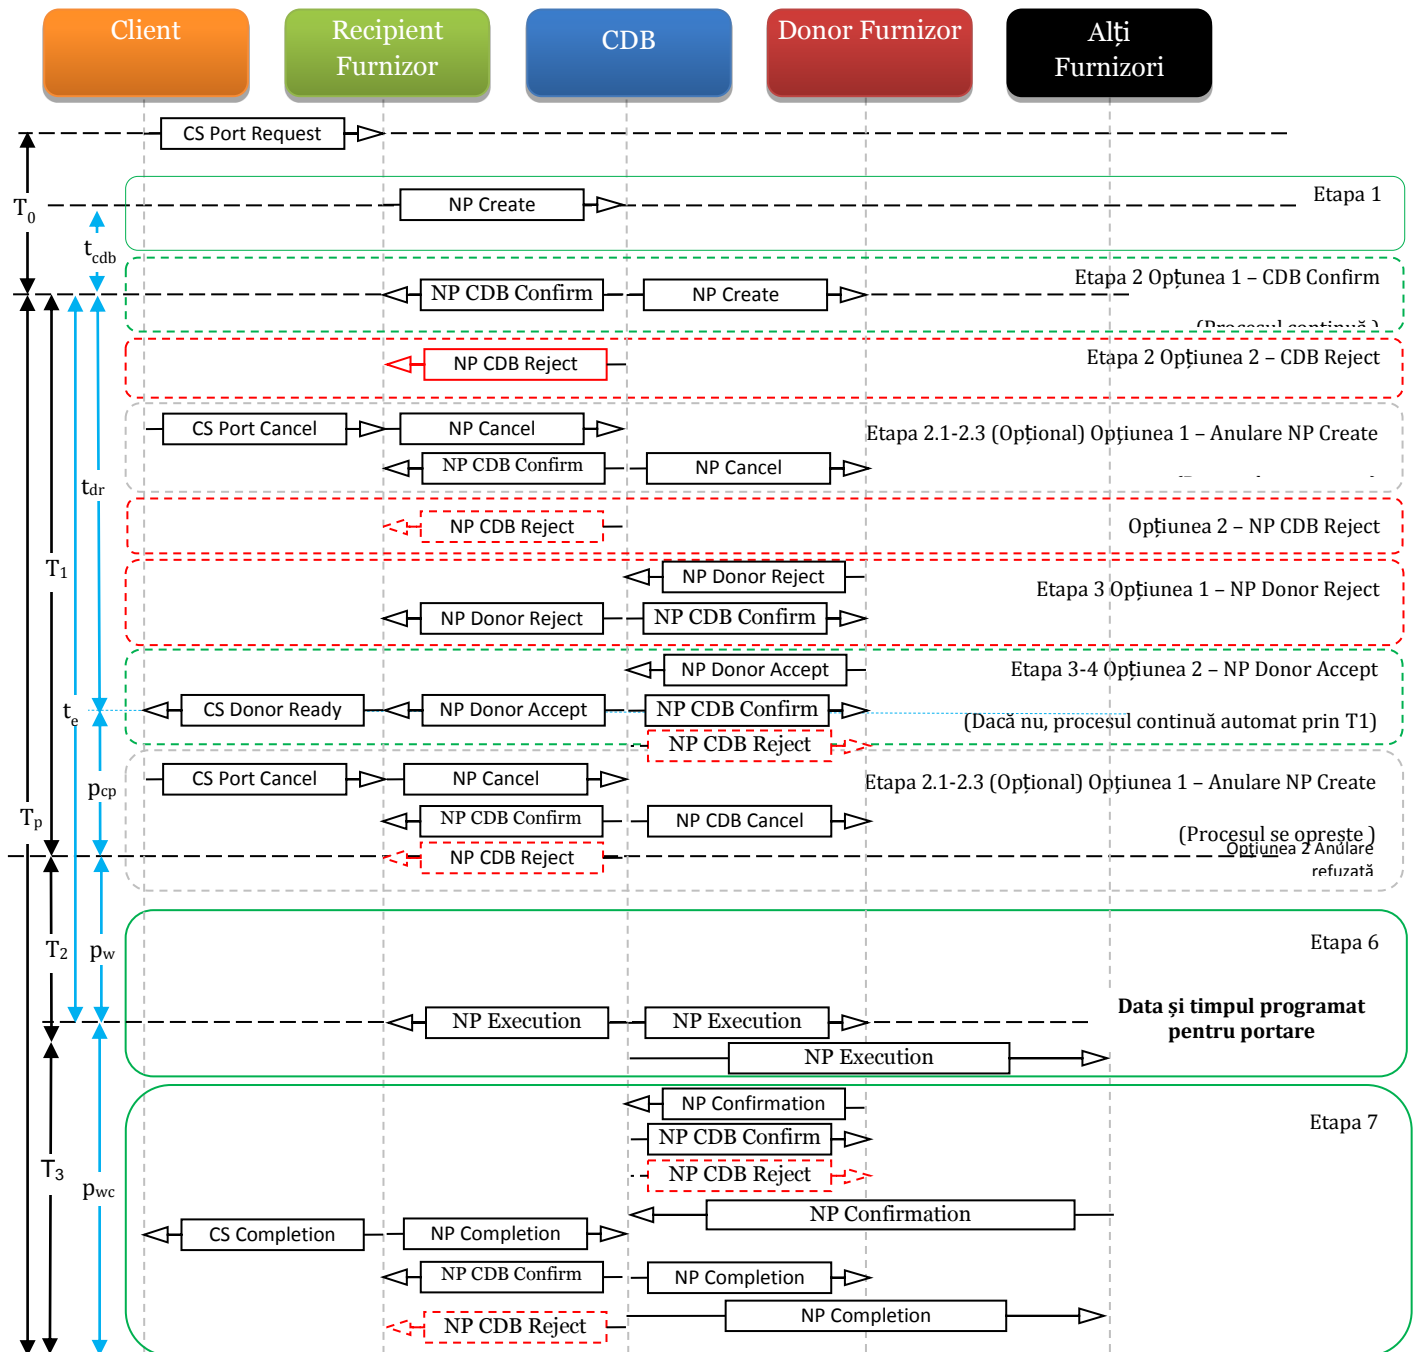 Client
Recipient
Furnizor
CDB
Donor Furnizor
Alți
Furnizori
CS Port Request
T0
NP Create
Etapa 1
tcdb
Etapa 2 Opțunea 1 – CDB Confirm
NP CDB Confirm
NP Create
(Procesul continuă )
Etapa 2 Opțiunea 2 – CDB Reject
NP CDB Reject
CS Port Cancel
NP Cancel
Etapa 2.1-2.3 (Opțional) Opțiunea 1 – Anulare NP Create
NP CDB Confirm
NP Cancel
tdr
NP CDB Reject
Opțiunea 2 – NP CDB Reject
T1
NP Donor Reject
Etapa 3 Opțiunea 1 – NP Donor Reject
NP Donor Reject
NP CDB Confirm
NP Donor Accept
Etapa 3-4 Opțiunea 2 – NP Donor Accept
te
CS Donor Ready
NP Donor Accept
NP CDB Confirm
(Dacă nu, procesul continuă automat prin T1)
NP CDB Reject
CS Port Cancel
NP Cancel
Etapa 2.1-2.3 (Opțional) Opțiunea 1 – Anulare NP Create
pcp
Tp
NP CDB Confirm
NP CDB Cancel
(Procesul se oprește )
NP CDB Reject
Opțiunea 2 Anulare
refuzată
T2
pw
Etapa 6
Data și timpul programat
pentru portare
NP Execution
NP Execution
NP Execution
NP Confirmation
Etapa 7
NP CDB Confirm
T3
pwc
NP CDB Reject
NP Confirmation
CS Completion
NP Completion
NP CDB Confirm
NP Completion
NP CDB Reject
NP Completion